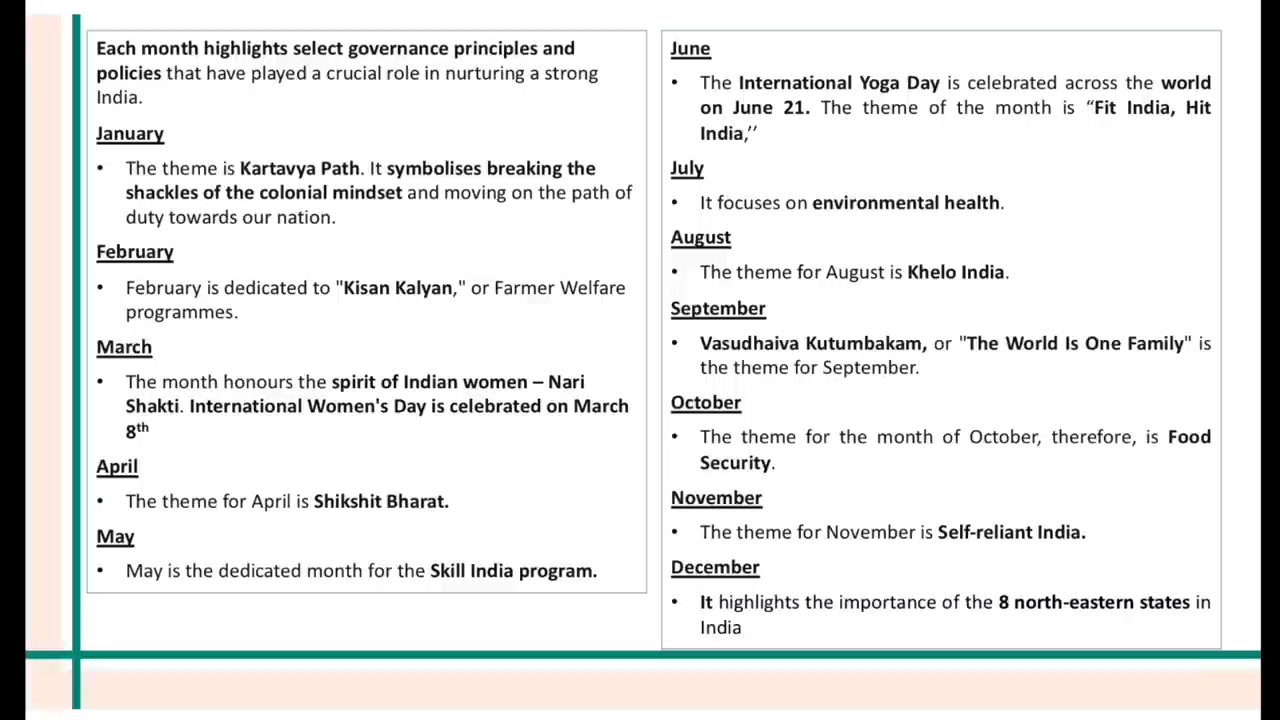 Each month highlights select governance principles and
policies that have played a crucial role in nurturing a strong
India.
January
• The theme is Kartavya Path. It symbolises breaking the
shackles of the colonial mindset and moving on the path of
duty towards our nation.
February
• February is dedicated to "Kisan Kalyan," or Farmer Welfare
programmes.
March
• The month honours the spirit of Indian women – Nari
Shakti. International Women's Day is celebrated on March
8th
April
• The theme for April is Shikshit Bharat.
May
• May is the dedicated month for the Skill India program.
June
• The International Yoga Day is celebrated across the world
on June 21. The theme of the month is “Fit India, Hit
India,’’
July
• It focuses on environmental health.
August
• The theme for August is Khelo India.
September
• Vasudhaiva Kutumbakam, or "The World Is One Family" is
the theme for September.
October
• The theme for the month of October, therefore, is Food
Security.
November
• The theme for November is Self-reliant India.
December
• It highlights the importance of the 8 north-eastern states in
India